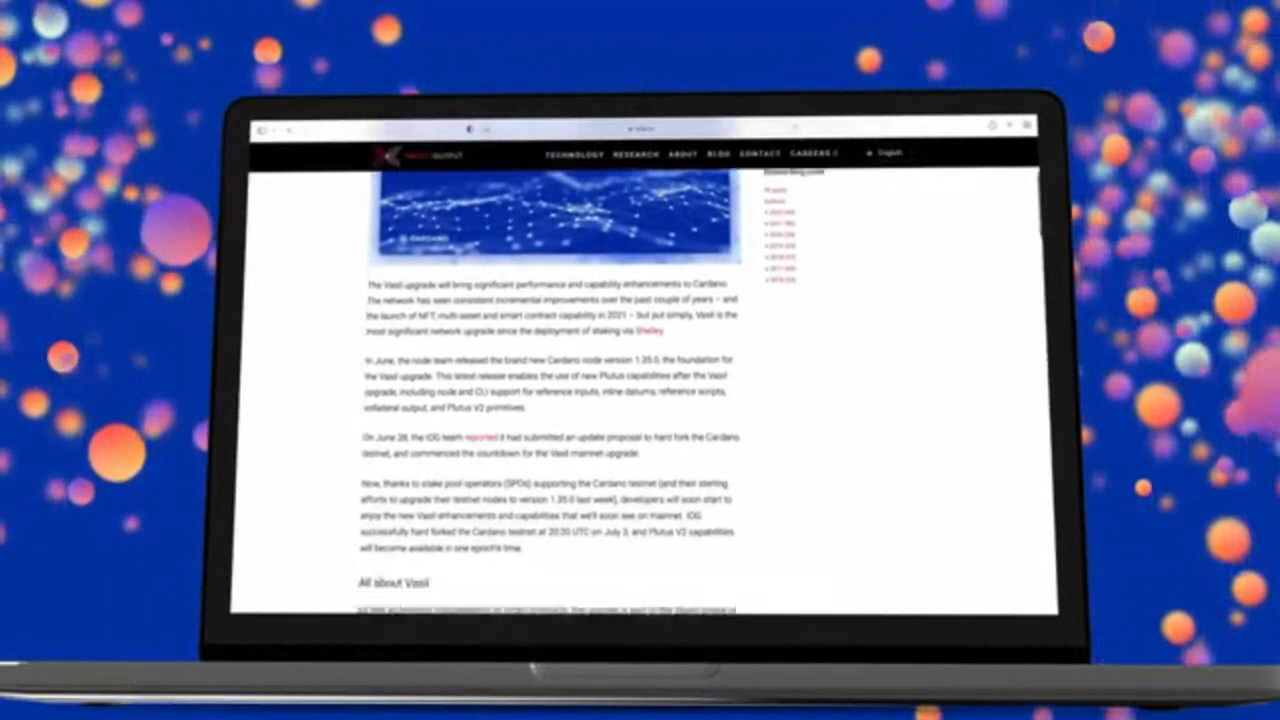 OUTPUT
TECHNOLOGY RESEARCH ABOUT BLOG CONTACT CAREERS English
CARDANO
The Vasil upgrade will bring significant performance and capability enhancements to Cardano.
The network has seen consistent incremental improvements over the past couple of years – and
the launch of NFT, multi-asset and smart contract capability in 2021 – but put simply, Vasil is the
most significant network upgrade since the deployment of staking via Shelley.
In June, the node team released the brand new Cardano node version 1.35.0, the foundation for
the Vasil upgrade. This latest release enables the use of new Plutus capabilities after the Vasil
upgrade, including node and CLI support for reference inputs, inline datums, reference scripts,
collateral output, and Plutus V2 primitives.
On June 28, the IOG team reported it had submitted an update proposal to hard fork the Cardano
testnet, and commenced the countdown for the Vasil mainnet upgrade.
Now, thanks to stake pool operators (SPOs) supporting the Cardano testnet (and their sterling
efforts to upgrade their testnet nodes to version 1.35.0 last week), developers will soon start to
enjoy the new Vasil enhancements and capabilities that we'll soon see on mainnet. IOG
successfully hard forked the Cardano testnet at 20:20 UTC on July 3, and Plutus V2 capabilities
will become available in one epoch's time.
All about Vasil